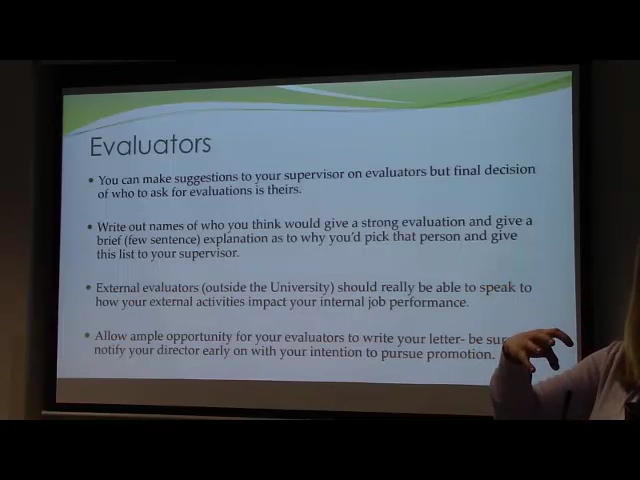 Evaluators
• You can make suggestions to your supervisor on evaluators but final decision
of who to ask for evaluations is theirs.
• Write out names of who you think would give a strong evaluation and give a
brief (few sentence) explanation as to why you'd pick that person and give
this list to your supervisor.
• External evaluators (outside the University) should really be able to speak to
how your external activities impact your internal job performance.
• Allow ample opportunity for your evaluators to write your letter- be
notify your director early on with your intention to pursue promotion.